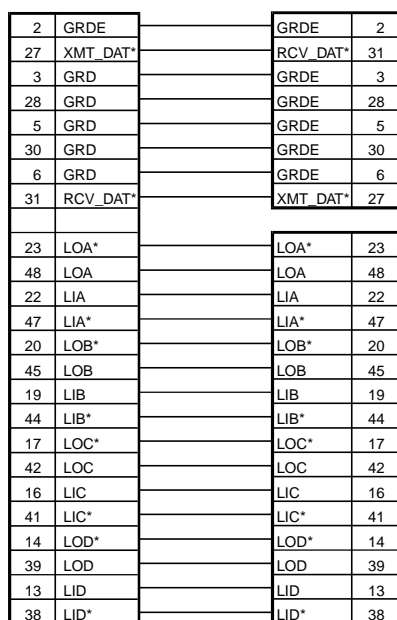 2 GRDE GRDE 2
27 XMT_DAT* RCV_DAT* 31
3 GRD GRDE 3
28 GRD GRDE 28
5 GRD GRDE 5
30 GRD GRDE 30
6 GRD GRDE 6
31 RCV_DAT* XMT_DAT* 27
23 LOA* LOA* 23
48 LOA LOA 48
22 LIA LIA 22
47 LIA* LIA* 47
20 LOB* LOB* 20
45 LOB LOB 45
19 LIB LIB 19
44 LIB* LIB* 44
17 LOC* LOC* 17
42 LOC LOC 42
16 LIC LIC 16
41 LIC* LIC* 41
14 LOD* LOD* 14
39 LOD LOD 39
13 LID LID 13
38 LID* LID* 38